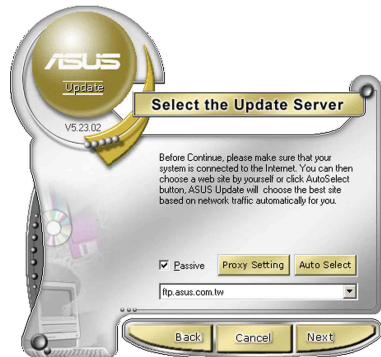 ASUS
Update
V5.23.02
Select the Update Server
Before Continue, please make sure that your
system is connected to the Internet. You can then
choose a web site by yourself or click AutoSelect
button, ASUS Update will choose the best site
based on network traffic automatically for you.
Passive
Proxy Setting
Auto Select
ftp.asus.com.tw
Back
Cancel
Next